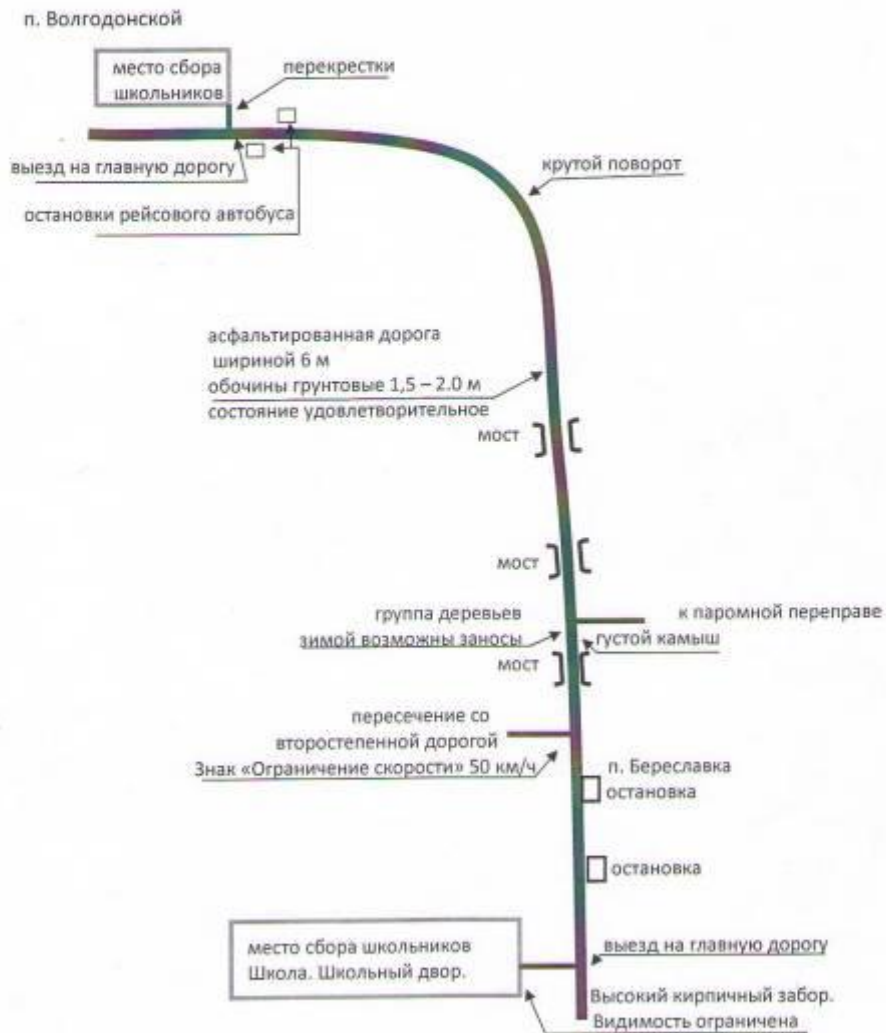 п. Волгодонской
место сбора
школьников
перекрестки
выезд на главную дорогу
остановки рейсового автобуса
крутой поворот
асфальтированная дорога
шириной 6 м
обочины грунтовые 1,5 – 2.0 м
состояние удовлетворительное
мост
мост
группа деревьев
зимой возможны заносы
к паромной переправе
густой камыш
мост
пересечение со
второстепенной дорогой
Знак «Ограничение скорости» 50 км/ч
п. Береславка
остановка
остановка
место сбора школьников
Школа. Школьный двор.
выезд на главную дорогу
Высокий кирпичный забор.
Видимость ограничена